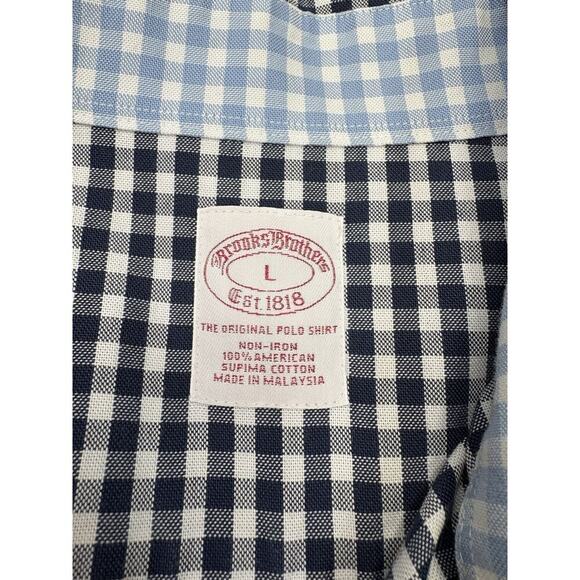 Brooks Brothers
L
Est. 1818
THE ORIGINAL POLO SHIRT
NON-IRON
100% AMERICAN
SUPIMA COTTON
MADE IN MALAYSIA